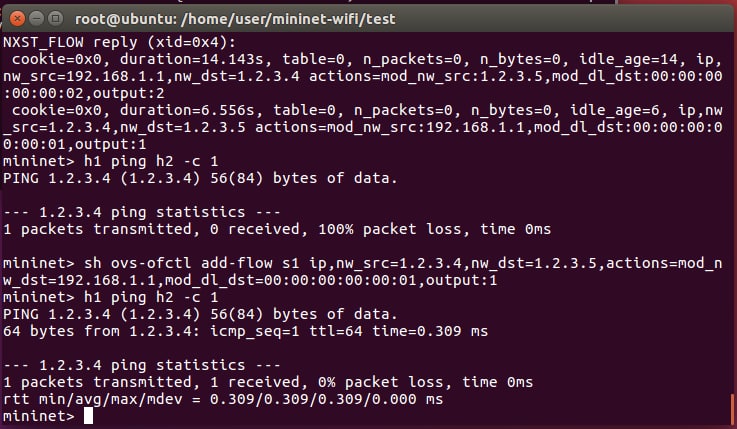 root@ubuntu: /home/user/mininet-wifi/test
NXST_FLOW reply (xid=0x4):
 cookie=0x0, duration=14.143s, table=0, n_packets=0, n_bytes=0, idle_age=14, ip,
nw_src=192.168.1.1,nw_dst=1.2.3.4 actions=mod_nw_src:1.2.3.5,mod_dl_dst:00:00:00
:00:00:02,output:2
 cookie=0x0, duration=6.556s, table=0, n_packets=0, n_bytes=0, idle_age=6, ip,nw
_src=1.2.3.4,nw_dst=1.2.3.5 actions=mod_nw_src:192.168.1.1,mod_dl_dst:00:00:00:0
0:00:01,output:1
mininet> h1 ping h2 -c 1
PING 1.2.3.4 (1.2.3.4) 56(84) bytes of data.

--- 1.2.3.4 ping statistics ---
1 packets transmitted, 0 received, 100% packet loss, time 0ms

mininet> sh ovs-ofctl add-flow s1 ip,nw_src=1.2.3.4,nw_dst=1.2.3.5,actions=mod_n
w_dst=192.168.1.1,mod_dl_dst=00:00:00:00:00:01,output:1
mininet> h1 ping h2 -c 1
PING 1.2.3.4 (1.2.3.4) 56(84) bytes of data.
64 bytes from 1.2.3.4: icmp_seq=1 ttl=64 time=0.309 ms

--- 1.2.3.4 ping statistics ---
1 packets transmitted, 1 received, 0% packet loss, time 0ms
rtt min/avg/max/mdev = 0.309/0.309/0.309/0.000 ms
mininet>